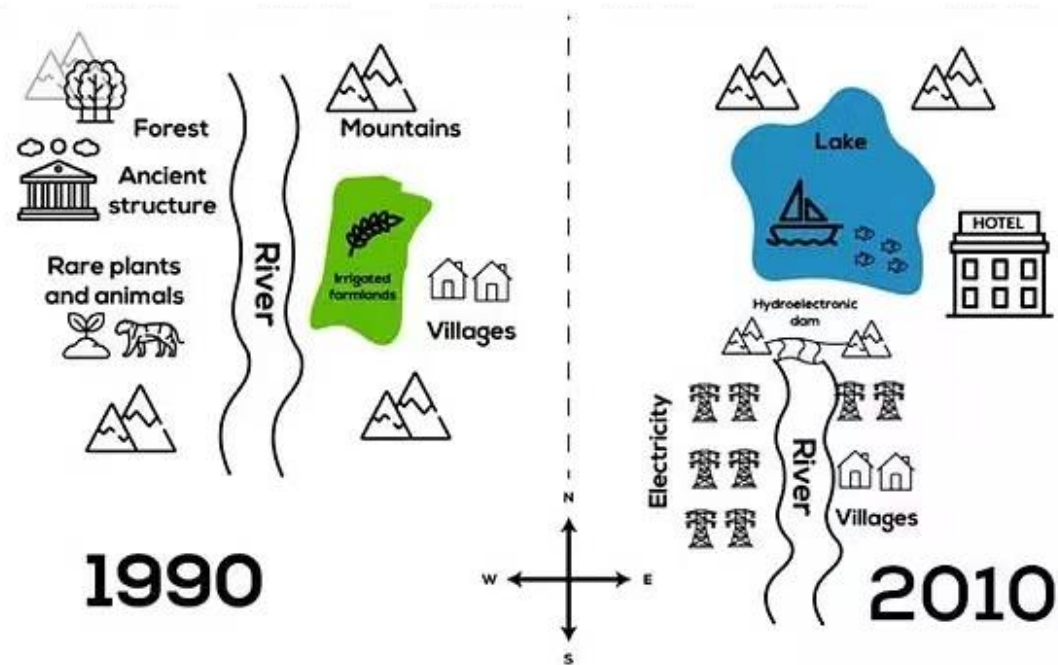 Forest
Mountains
Ancient
structure
River
Irrigated
farmlands
Rare plants
and animals
Villages
1990
N
W
E
S
Lake
HOTEL
Hydroelectronic
dam
Electricity
River
Villages
2010